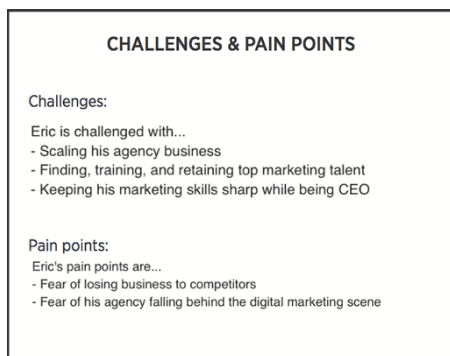 CHALLENGES & PAIN POINTS
Challenges:
Eric is challenged with...
- Scaling his agency business
- Finding, training, and retaining top marketing talent
- Keeping his marketing skills sharp while being CEO
Pain points:
Eric's pain points are...
- Fear of losing business to competitors
- Fear of his agency falling behind the digital marketing scene